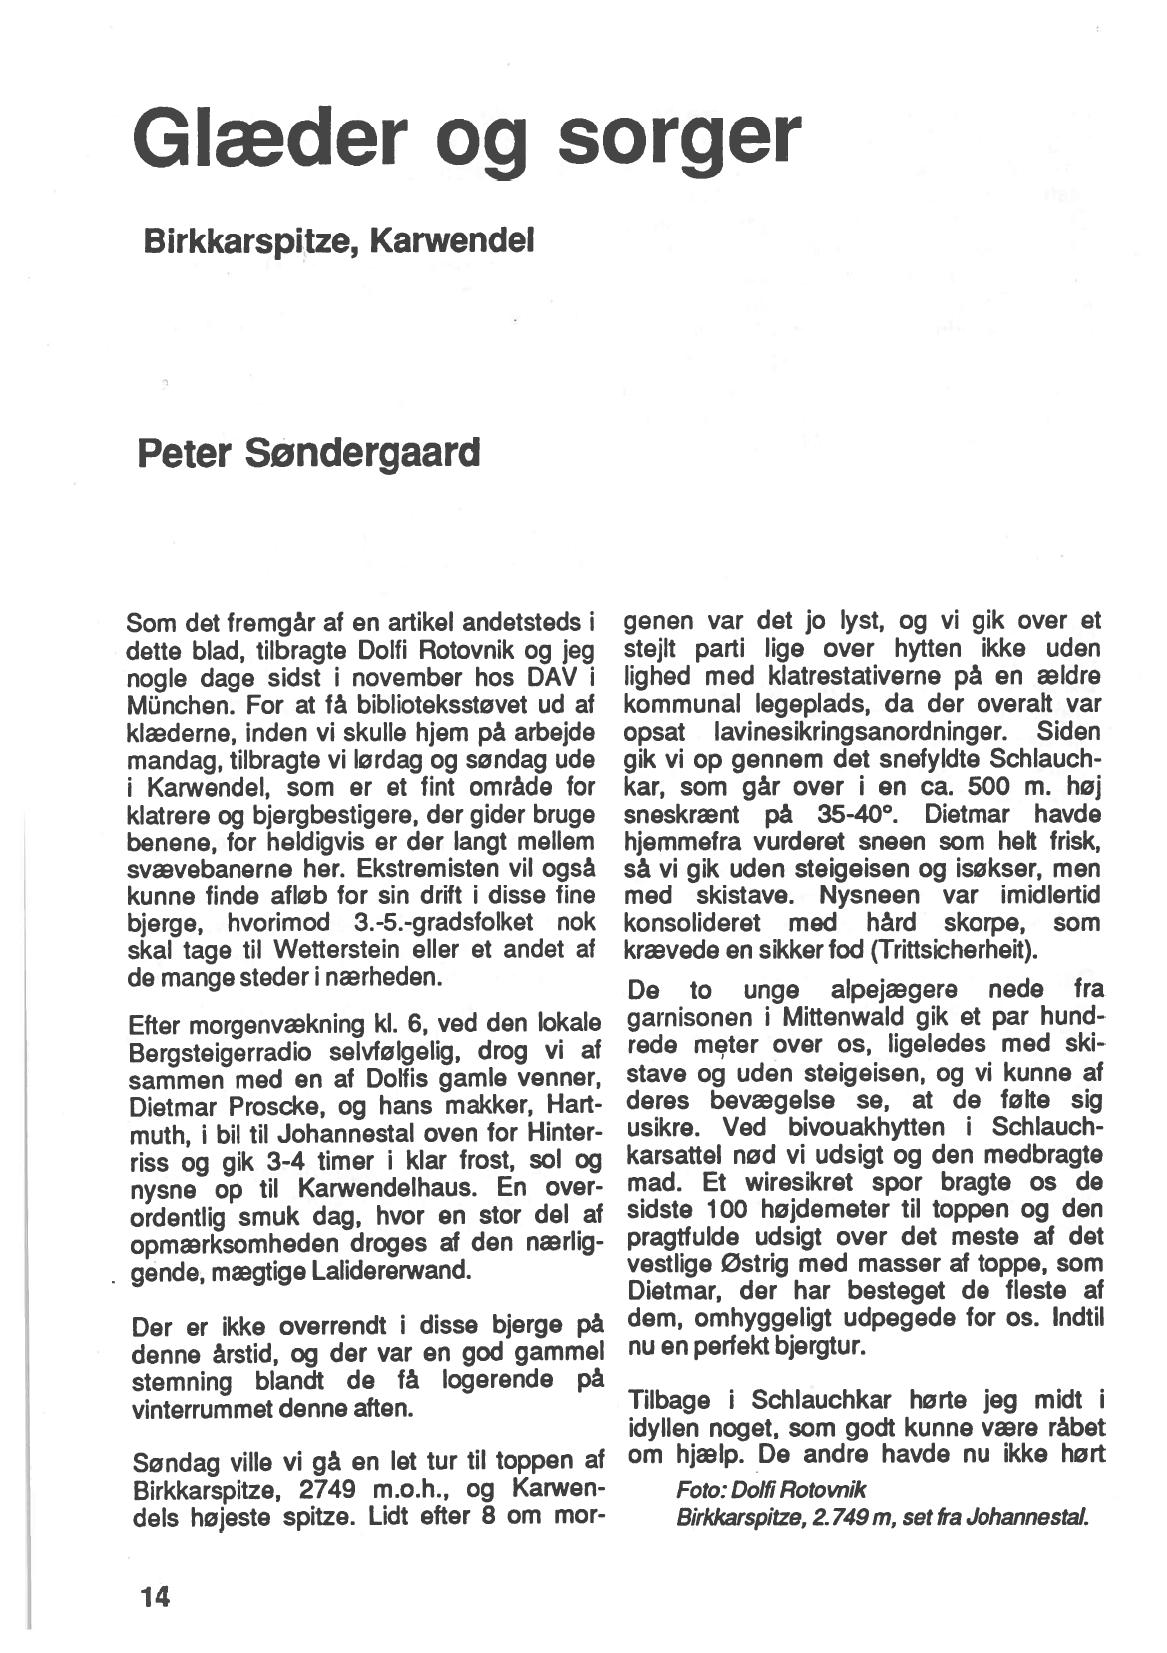 Glæder og sorger
Birkkarspitze, Karwendel
Peter Søndergaard
Som det fremgår af en artikel andetsteds i
dette blad, tilbragte Dolfi Rotovnik og jeg
nogle dage sidst i november hos DAV i
München. For at få biblioteksstøvet ud af
klæderne, inden vi skulle hjem på arbejde
mandag, tilbragte vi lørdag og søndag ude
i Karwendel, som er et fint område for
klatrere og bjergbestigere, der gider bruge
benene, for heldigvis er der langt mellem
svævebanerne her. Ekstremisten vil også
kunne finde afløb for sin drift i disse fine
bjerge, hvorimod 3.-5.-gradsfolket nok
skal tage til Wetterstein eller et andet af
de mange steder i nærheden.
Efter morgenvækning kl. 6, ved den lokale
Bergsteigerradio selvfølgelig, drog vi af
sammen med en af Dolfis gamle venner,
Dietmar Proscke, og hans makker, Hart-
muth, i bil til Johannestal oven for Hinter-
riss og gik 3-4 timer i klar frost, sol og
nysne op til Karwendelhaus. En over-
ordentlig smuk dag, hvor en stor del af
opmærksomheden droges af den nærlig-
gende, mægtige Lalidererwand.
Der er ikke overrendt i disse bjerge på
denne årstid, og der var en god gammel
stemning blandt de få logerende på
vinterrummet denne aften.
Søndag ville vi gå en let tur til toppen af
Birkkarspitze, 2749 m.o.h., og Karwen-
dels højeste spitze. Lidt efter 8 om mor-
genen var det jo lyst, og vi gik over et
stejlt parti lige over hytten ikke uden
lighed med klatrestativerne på en ældre
kommunal legeplads, da der overalt var
opsat lavinesikringsanordninger. Siden
gik vi op gennem det snefyldte Schlauch-
kar, som går over i en ca. 500 m. høj
sneskrænt på 35-40°. Dietmar havde
hjemmefra vurderet sneen som helt frisk,
så vi gik uden steigeisen og isøkser, men
med skistave. Nysneen var imidlertid
konsolideret med hård skorpe, som
krævede en sikker fod (Trittsicherheit).
De to unge alpejægere nede fra
garnisonen i Mittenwald gik et par hund-
rede meter over os, ligeledes med ski-
stave og uden steigeisen, og vi kunne af
deres bevægelse se, at de følte sig
usikre. Ved bivouakhytten i Schlauch-
karsattel nød vi udsigt og den medbragte
mad. Et wiresikret spor bragte os de
sidste 100 højdemeter til toppen og den
pragtfulde udsigt over det meste af det
vestlige Østrig med masser af toppe, som
Dietmar, der har besteget de fleste af
dem, omhyggeligt udpegede for os. Indtil
nu en perfekt bjergtur.
Tilbage i Schlauchkar hørte jeg midt i
idyllen noget, som godt kunne være råbet
om hjælp. De andre havde nu ikke hørt
Foto: Dolfi Rotovnik
Birkkarspitze, 2.749 m, set fra Johannestal.
14